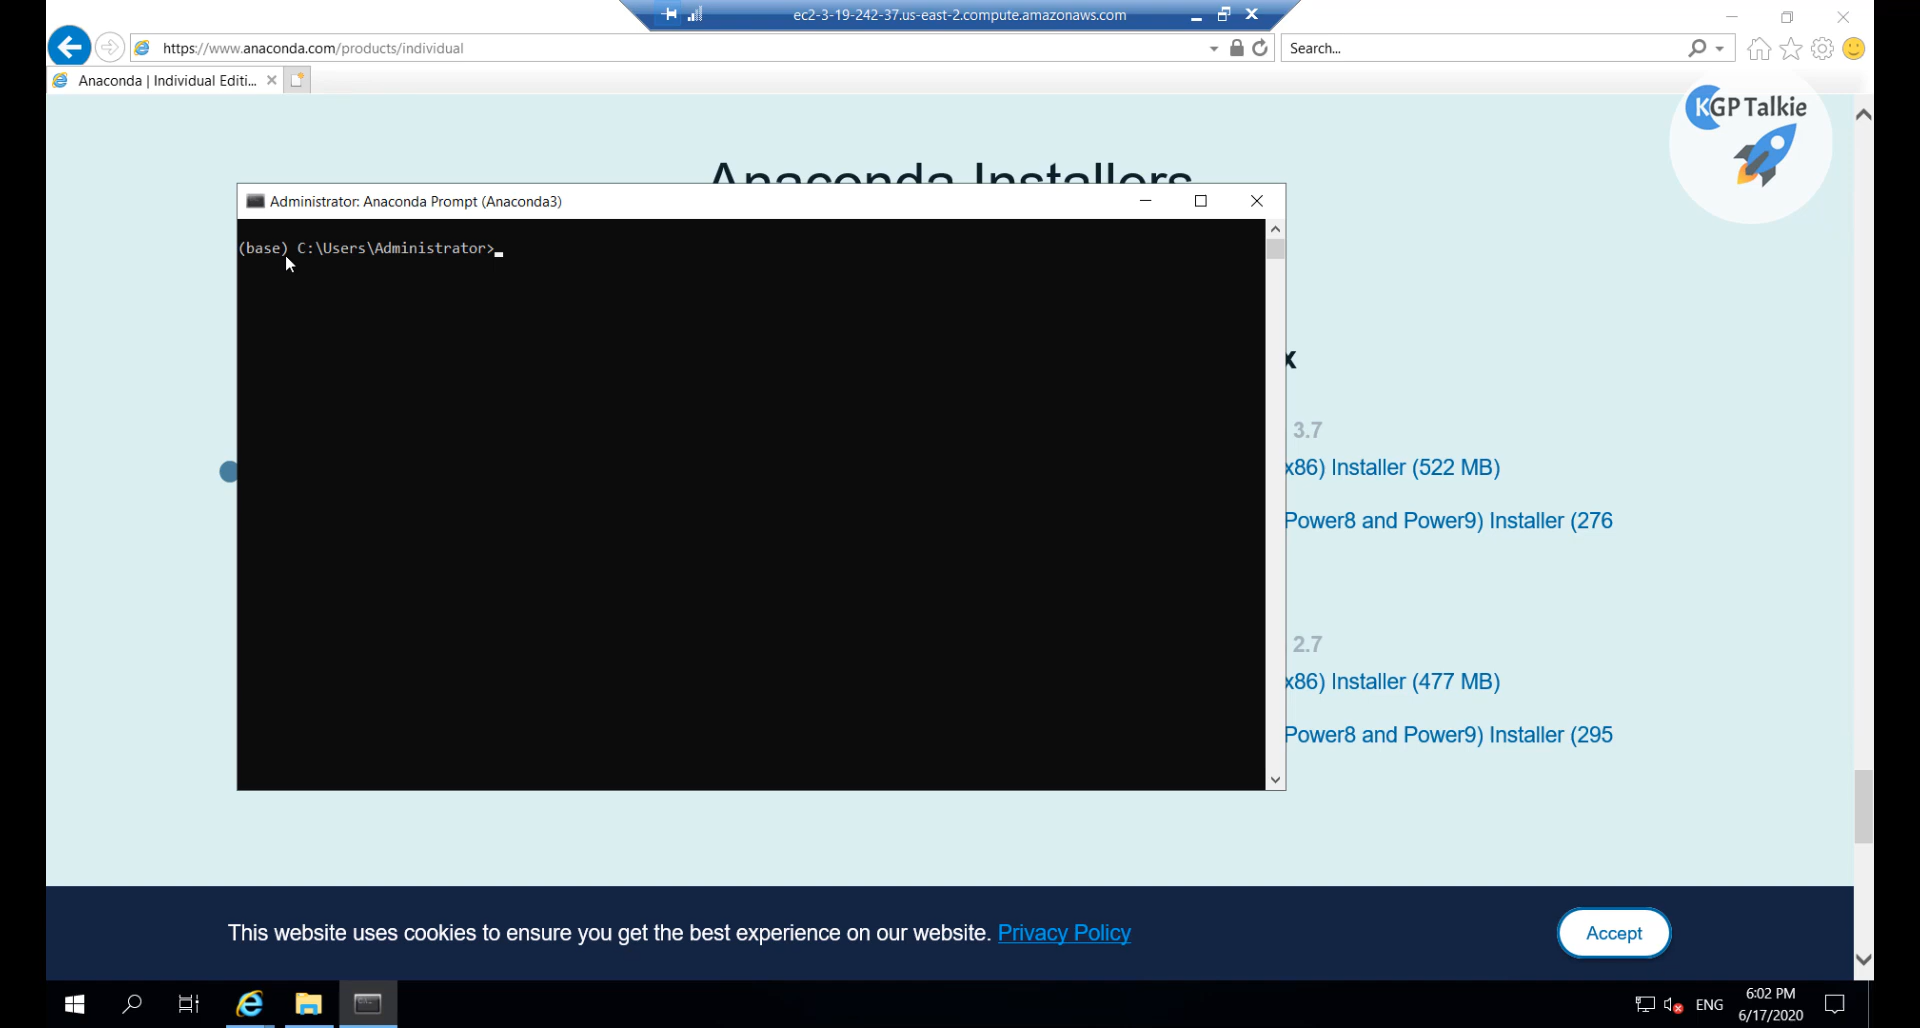 ec2-3-19-242-37.us-east-2.compute.amazonaws.com
https://www.anaconda.com/products/individual
Search...
Anaconda | Individual Editi...
KGP Talkie
Anaconda Installers
Administrator: Anaconda Prompt (Anaconda3)
(base) C:\Users\Administrator>
x
3.7
x86) Installer (522 MB)
Power8 and Power9) Installer (276
2.7
x86) Installer (477 MB)
Power8 and Power9) Installer (295
This website uses cookies to ensure you get the best experience on our website. Privacy Policy
Accept
ENG
6:02 PM
6/17/2020